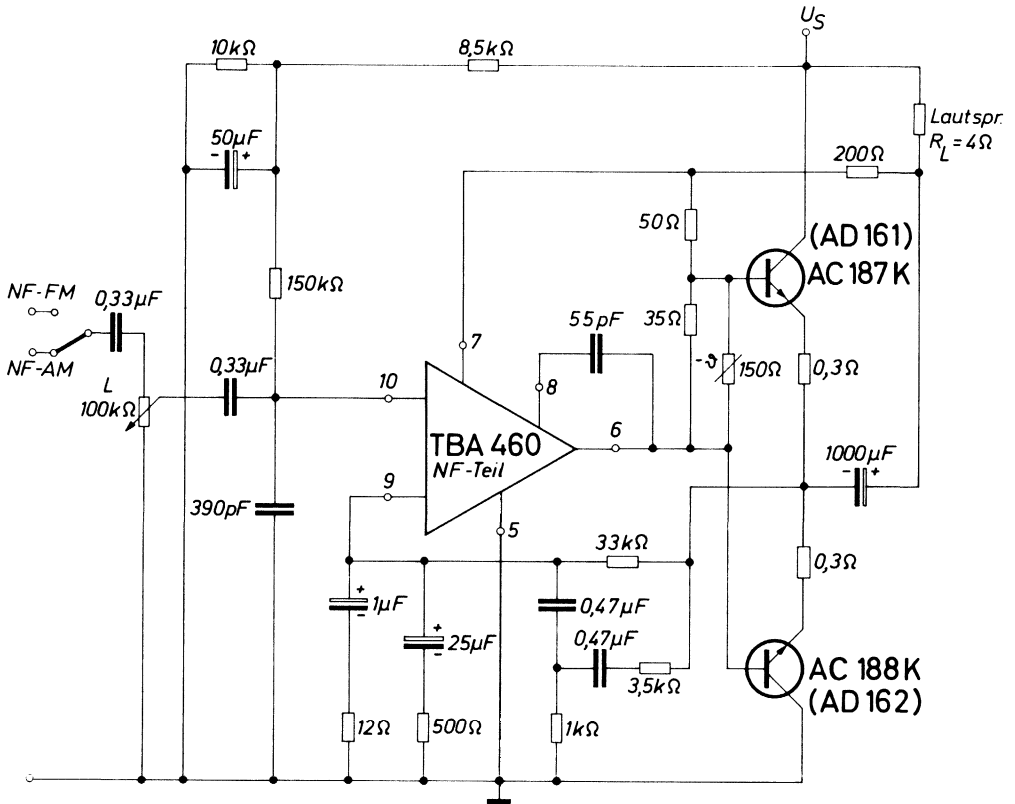 U_S
10kΩ
8,5kΩ
50μF
- +
Lautspr.
R_L = 4Ω
200Ω
50Ω
(AD 161)
AC 187 K
150kΩ
NF-FM
0,33μF
NF-AM
35Ω
55pF
-ϑ
150Ω
0,3Ω
7
8
L
100kΩ
0,33μF
10
6
TBA 460
NF-Teil
1000μF
- +
9
390pF
5
33kΩ
0,3Ω
+
1μF
-
0,47μF
+
25μF
-
0,47μF
3,5kΩ
AC 188K
(AD 162)
12Ω
500Ω
1kΩ